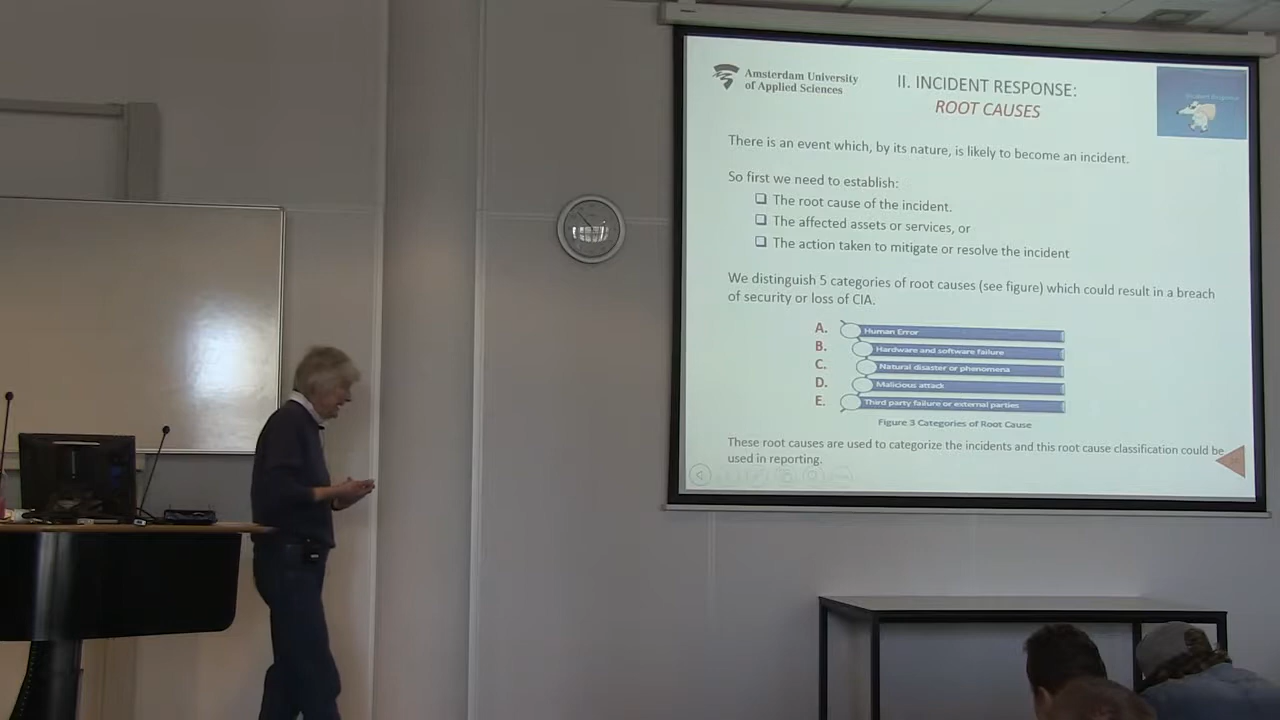 Amsterdam University
of Applied Sciences
II. INCIDENT RESPONSE:
ROOT CAUSES
Incident Response
There is an event which, by its nature, is likely to become an incident.
So first we need to establish:
The root cause of the incident.
The affected assets or services, or
The action taken to mitigate or resolve the incident
We distinguish 5 categories of root causes (see figure) which could result in a breach
of security or loss of CIA.
A. Human Error
B. Hardware and software failure
C. Natural disaster or phenomena
D. Malicious attack
E. Third party failure or external parties
Figure 3 Categories of Root Cause
These root causes are used to categorize the incidents and this root cause classification could be
used in reporting.